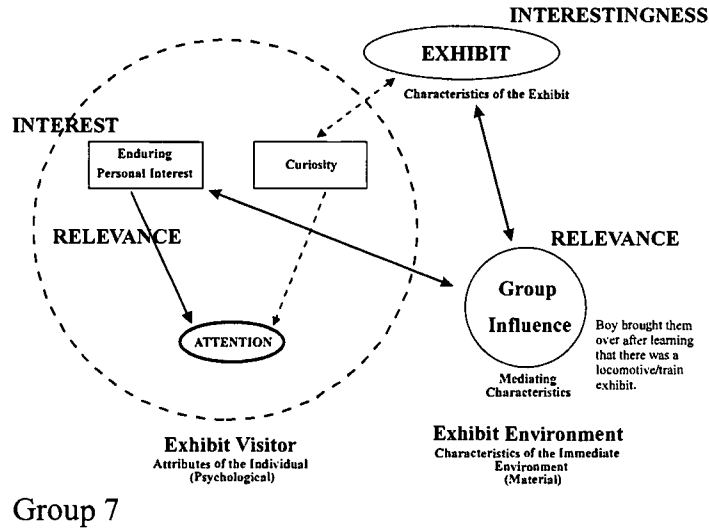 INTERESTINGNESS
EXHIBIT
Characteristics of the Exhibit
INTEREST
Enduring
Personal Interest
Curiosity
RELEVANCE
RELEVANCE
Group
Influence
ATTENTION
Boy brought them
over after learning
that there was a
locomotive/train
exhibit.
Mediating
Characteristics
Exhibit Visitor
Attributes of the Individual
(Psychological)
Exhibit Environment
Characteristics of the Immediate
Environment
(Material)
Group 7